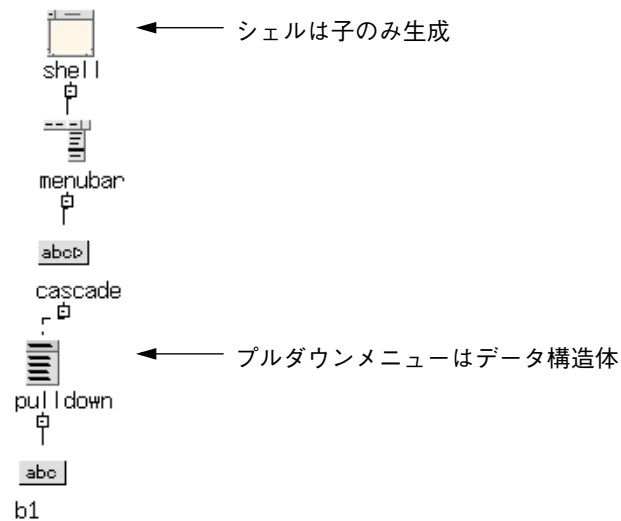 シェルは子のみ生成
shell
menubar
abc
cascade
プルダウンメニューはデータ構造体
pulldown
abc
b1